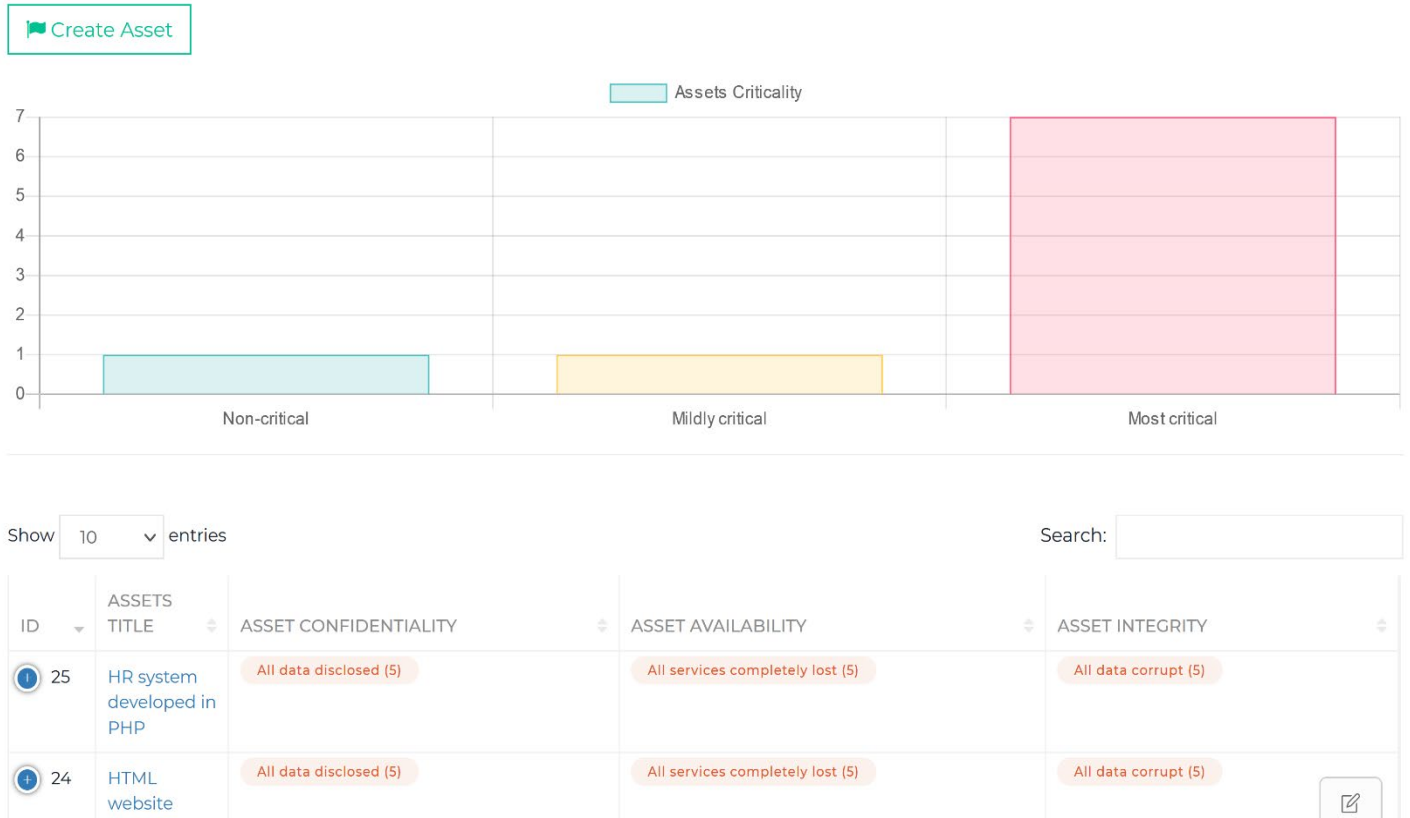 Create Asset
Assets Criticality
7
6
5
4
3
2
1
0
Non-critical
Mildly critical
Most critical
Show 10 entries
Search:
ID
ASSETS
TITLE
ASSET CONFIDENTIALITY
ASSET AVAILABILITY
ASSET INTEGRITY
25
HR system
developed in
PHP
All data disclosed (5)
All services completely lost (5)
All data corrupt (5)
24
HTML
website
All data disclosed (5)
All services completely lost (5)
All data corrupt (5)